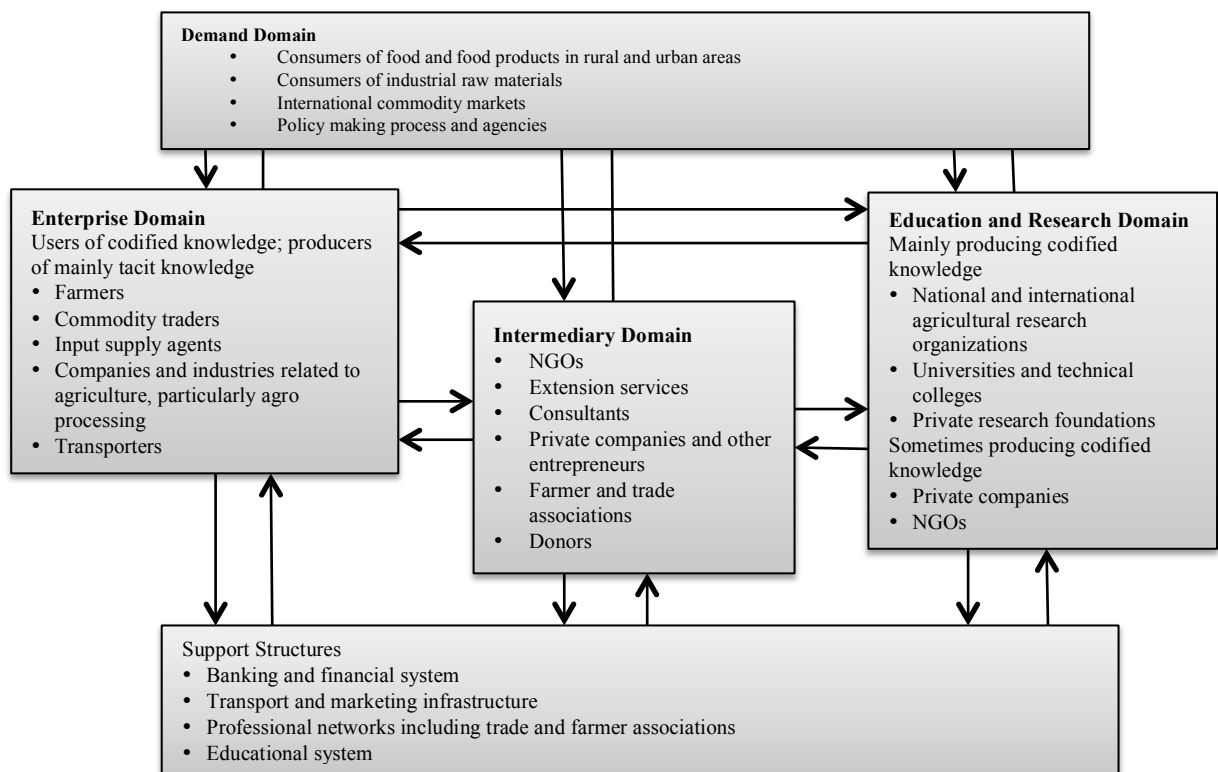 Demand Domain
• Consumers of food and food products in rural and urban areas
• Consumers of industrial raw materials
• International commodity markets
• Policy making process and agencies
Enterprise Domain
Users of codified knowledge; producers
of mainly tacit knowledge
• Farmers
• Commodity traders
• Input supply agents
• Companies and industries related to
agriculture, particularly agro
processing
• Transporters
Intermediary Domain
• NGOs
• Extension services
• Consultants
• Private companies and other
entrepreneurs
• Farmer and trade
associations
• Donors
Education and Research Domain
Mainly producing codified
knowledge
• National and international
agricultural research
organizations
• Universities and technical
colleges
• Private research foundations
Sometimes producing codified
knowledge
• Private companies
• NGOs
Support Structures
• Banking and financial system
• Transport and marketing infrastructure
• Professional networks including trade and farmer associations
• Educational system